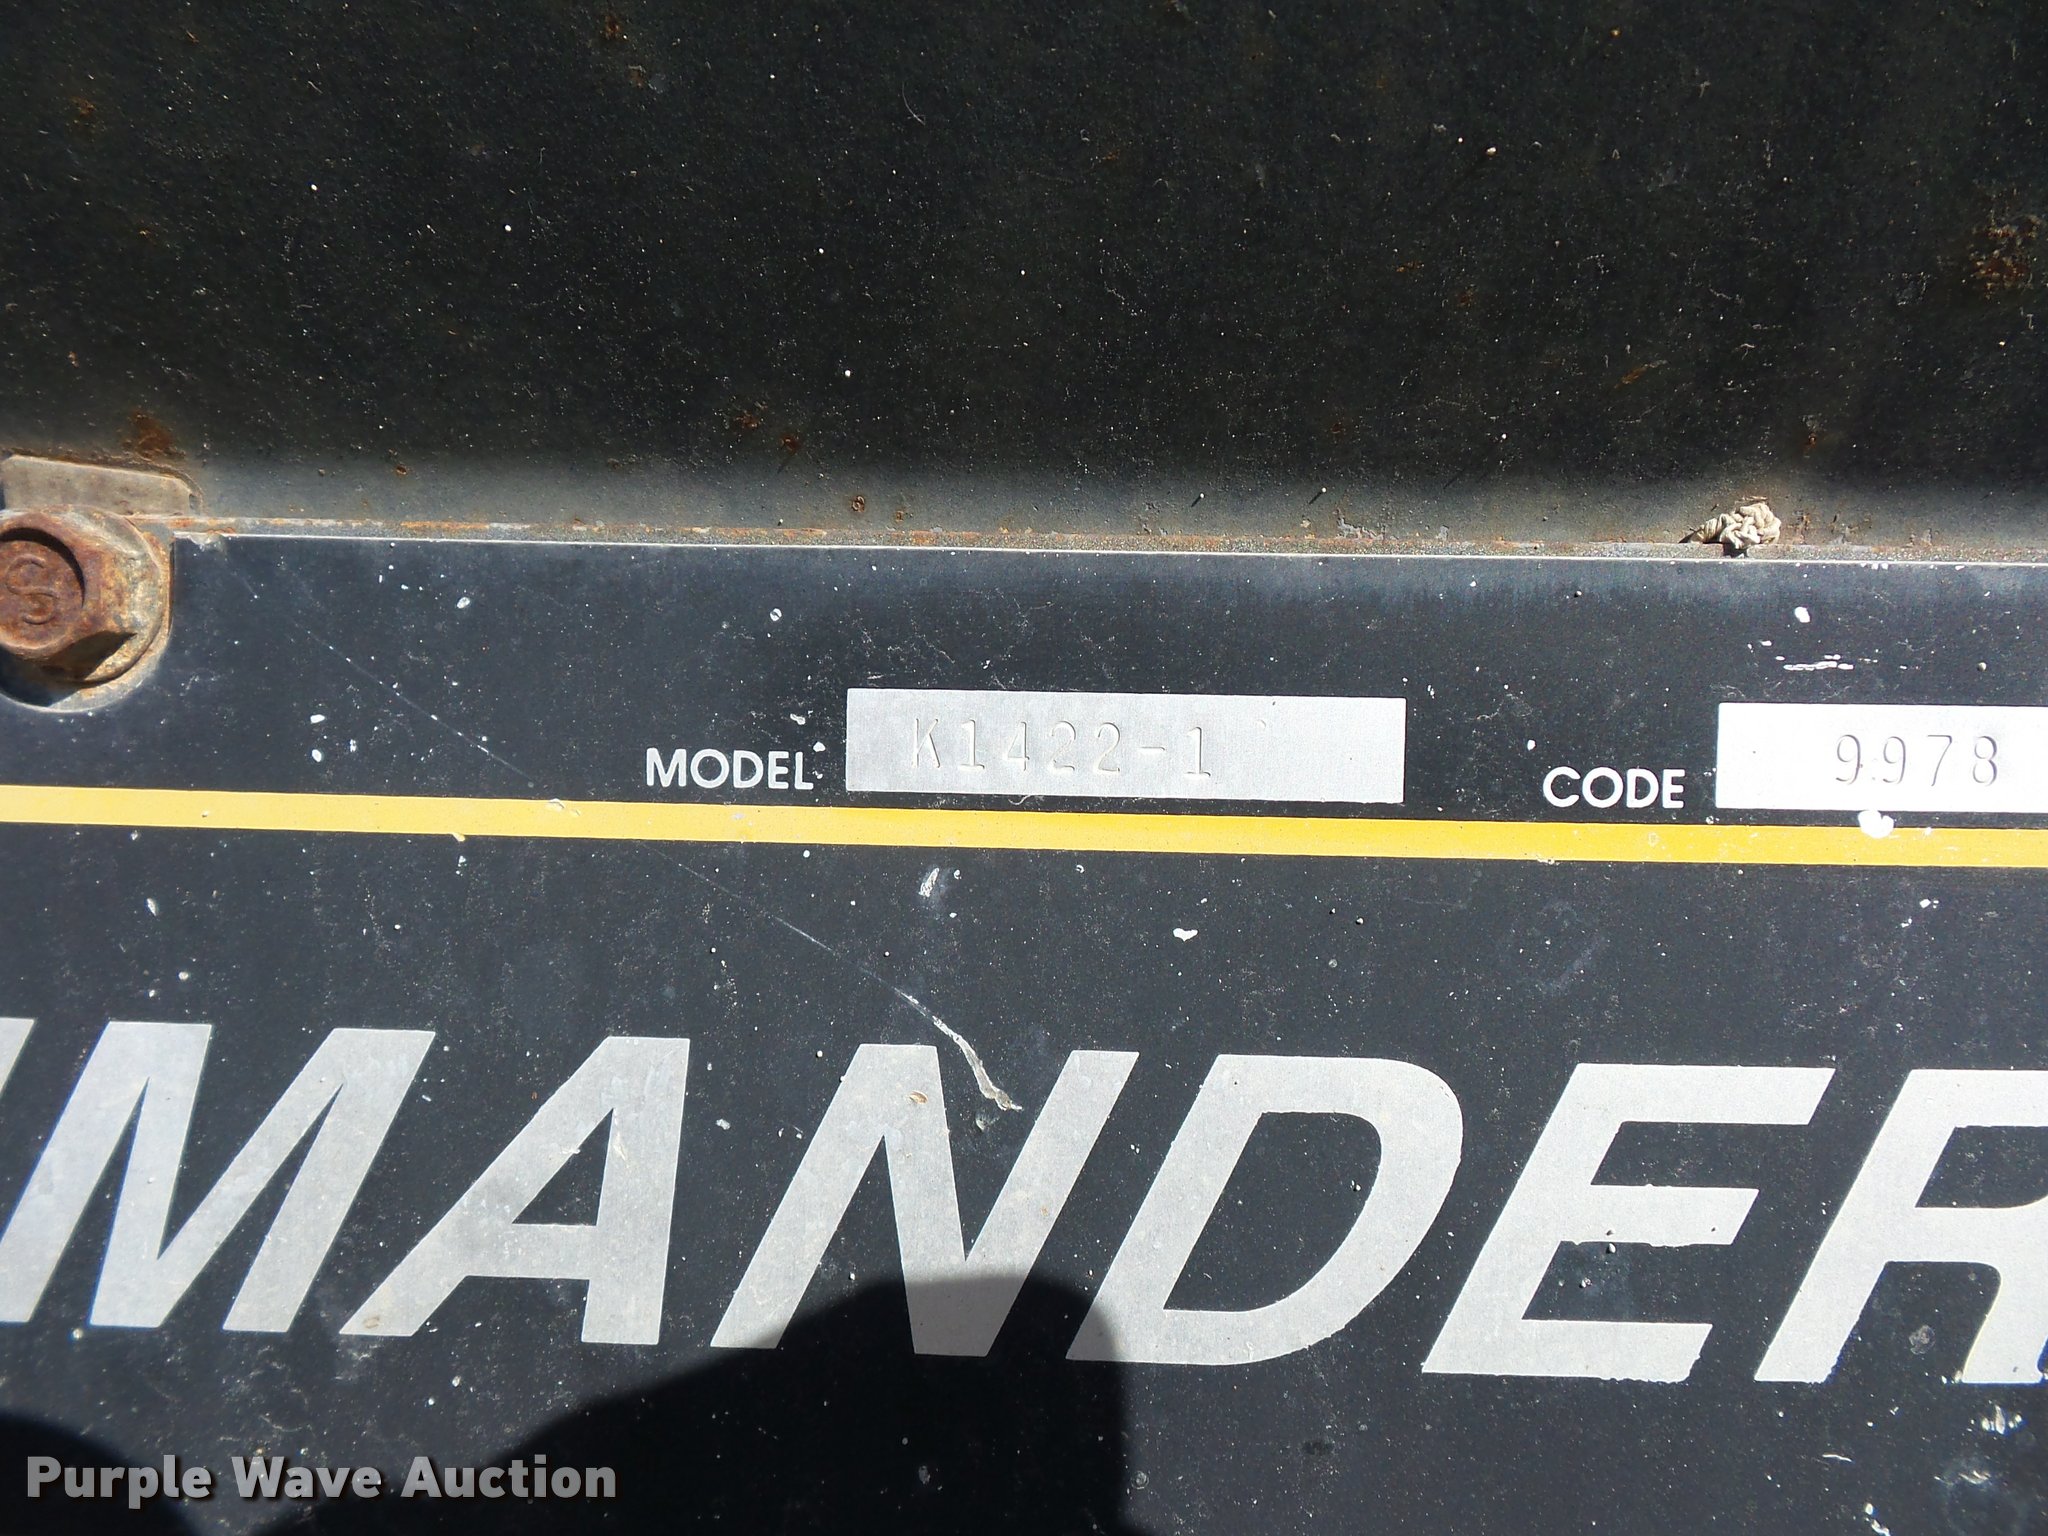 MODEL K1422-1 CODE 9978
MANDER
Purple Wave Auction